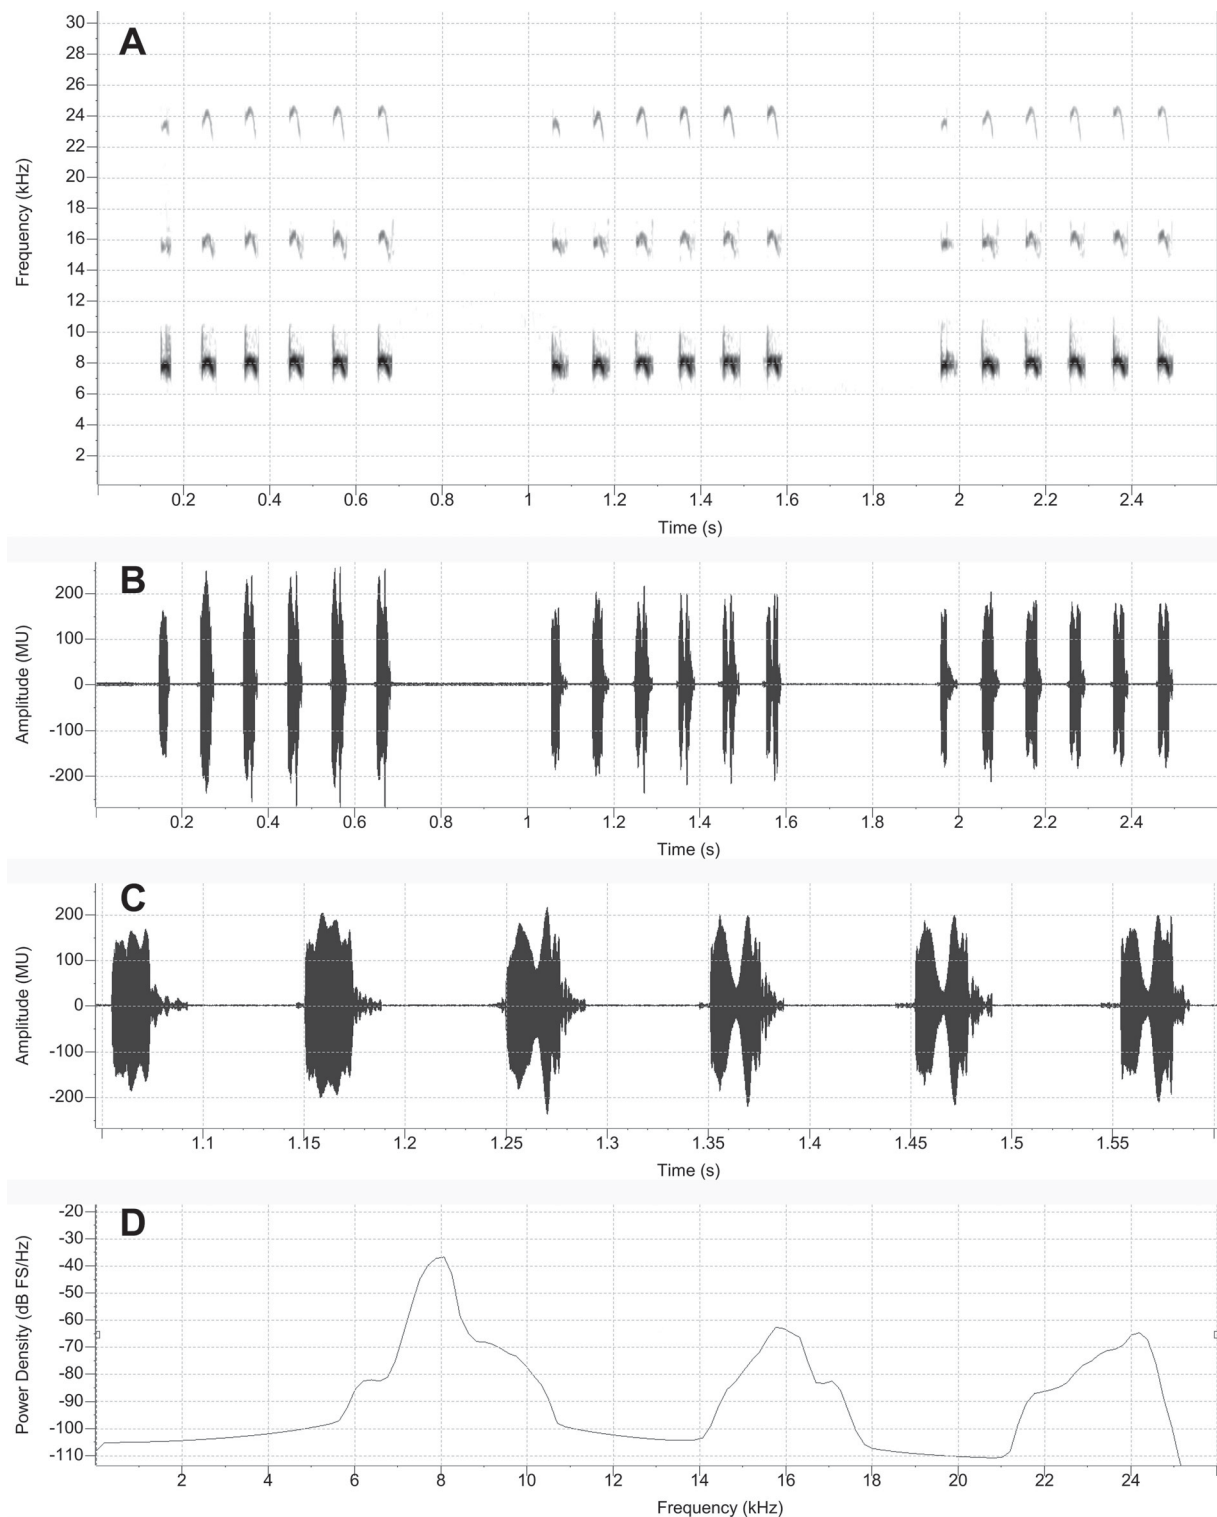 A
30
28
26
24
22
20
18
16
14
12
10
8
6
4
2
Frequency (kHz)
0.2 0.4 0.6 0.8 1 1.2 1.4 1.6 1.8 2 2.2 2.4
Time (s)
B
200
100
0
-100
-200
Amplitude (MU)
0.2 0.4 0.6 0.8 1 1.2 1.4 1.6 1.8 2 2.2 2.4
Time (s)
C
200
100
0
-100
-200
Amplitude (MU)
1.1 1.15 1.2 1.25 1.3 1.35 1.4 1.45 1.5 1.55
Time (s)
D
-20
-30
-40
-50
-60
-70
-80
-90
-100
-110
Power Density (dB FS/Hz)
2 4 6 8 10 12 14 16 18 20 22 24
Frequency (kHz)